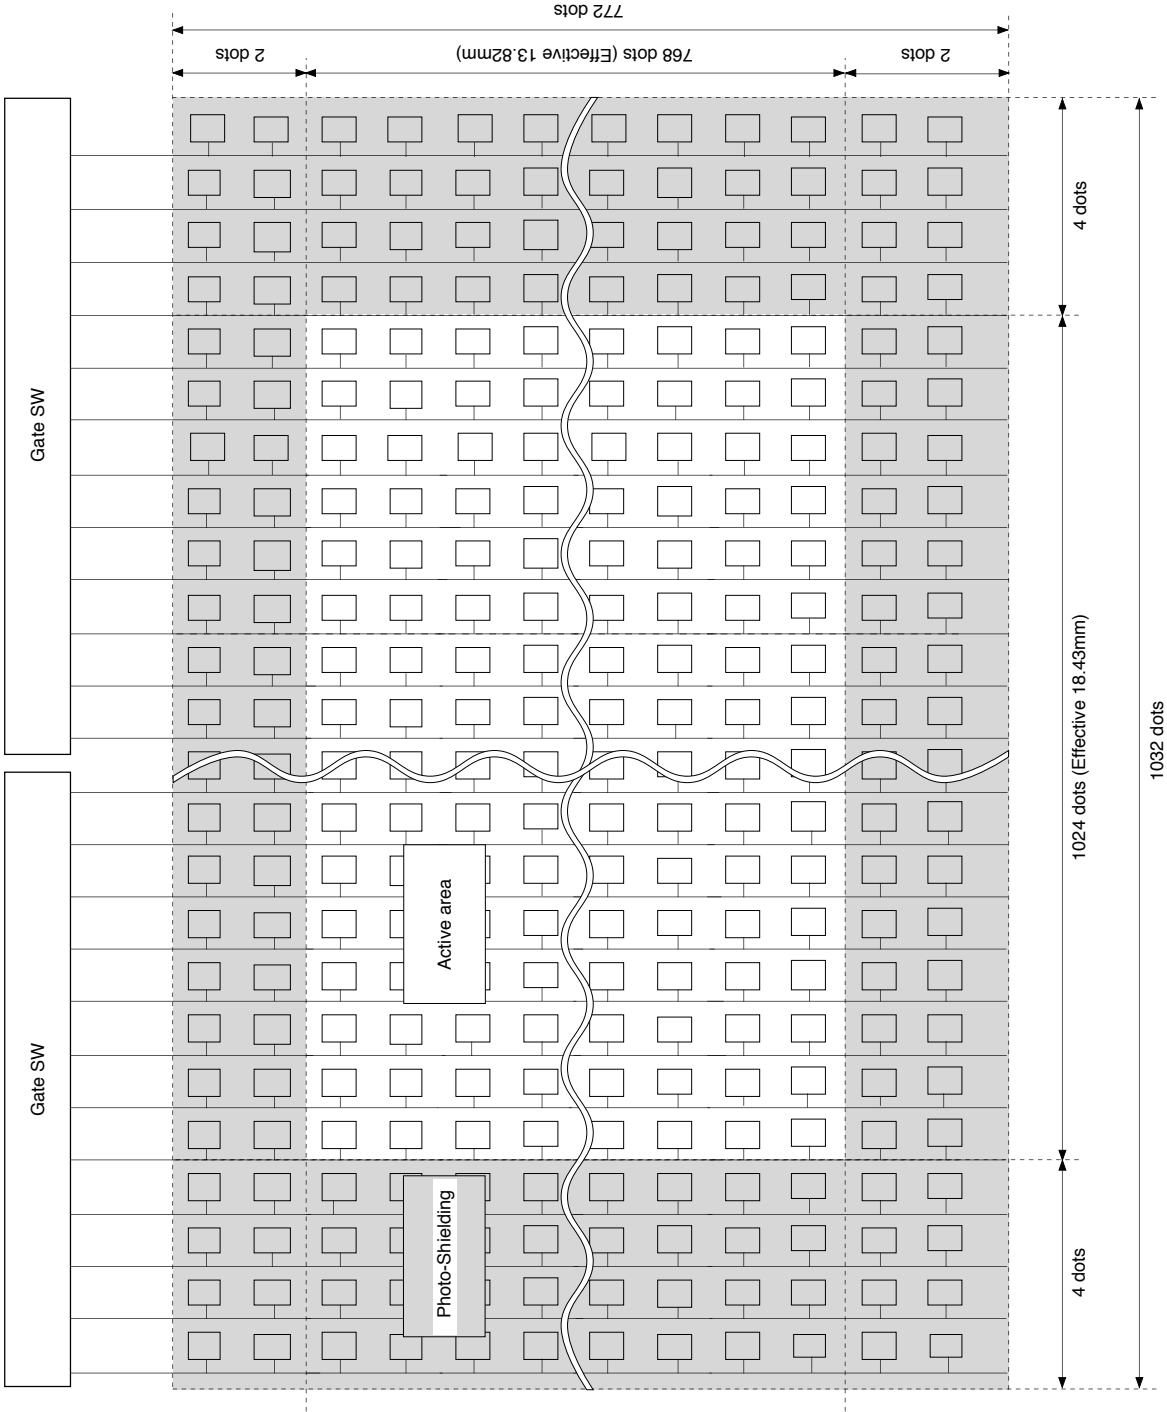 772 dots
2 dots
768 dots (Effective 13.82mm)
2 dots
Gate SW
4 dots
1024 dots (Effective 18.43mm)
1032 dots
Active area
Gate SW
Photo-Shielding
4 dots